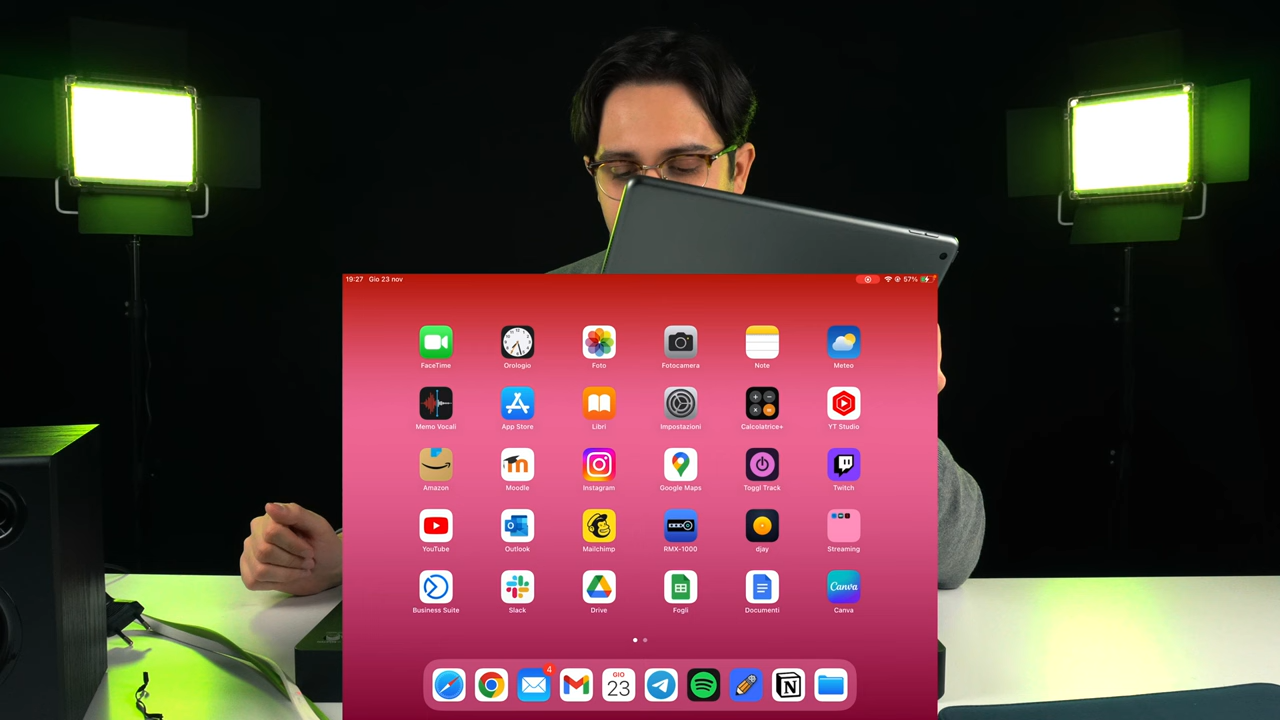 19:27 Gio 23 nov 57%
FaceTime Orologio Foto Fotocamera Note Meteo
Memo Vocali App Store Libri Impostazioni Calcolatrice+ YT Studio
Amazon Moodle Instagram Google Maps Toggl Track Twitch
YouTube Outlook Mailchimp RMX-1000 djay Streaming
Canva
Business Suite Slack Drive Fogli Documenti Canva
4
GIO
23